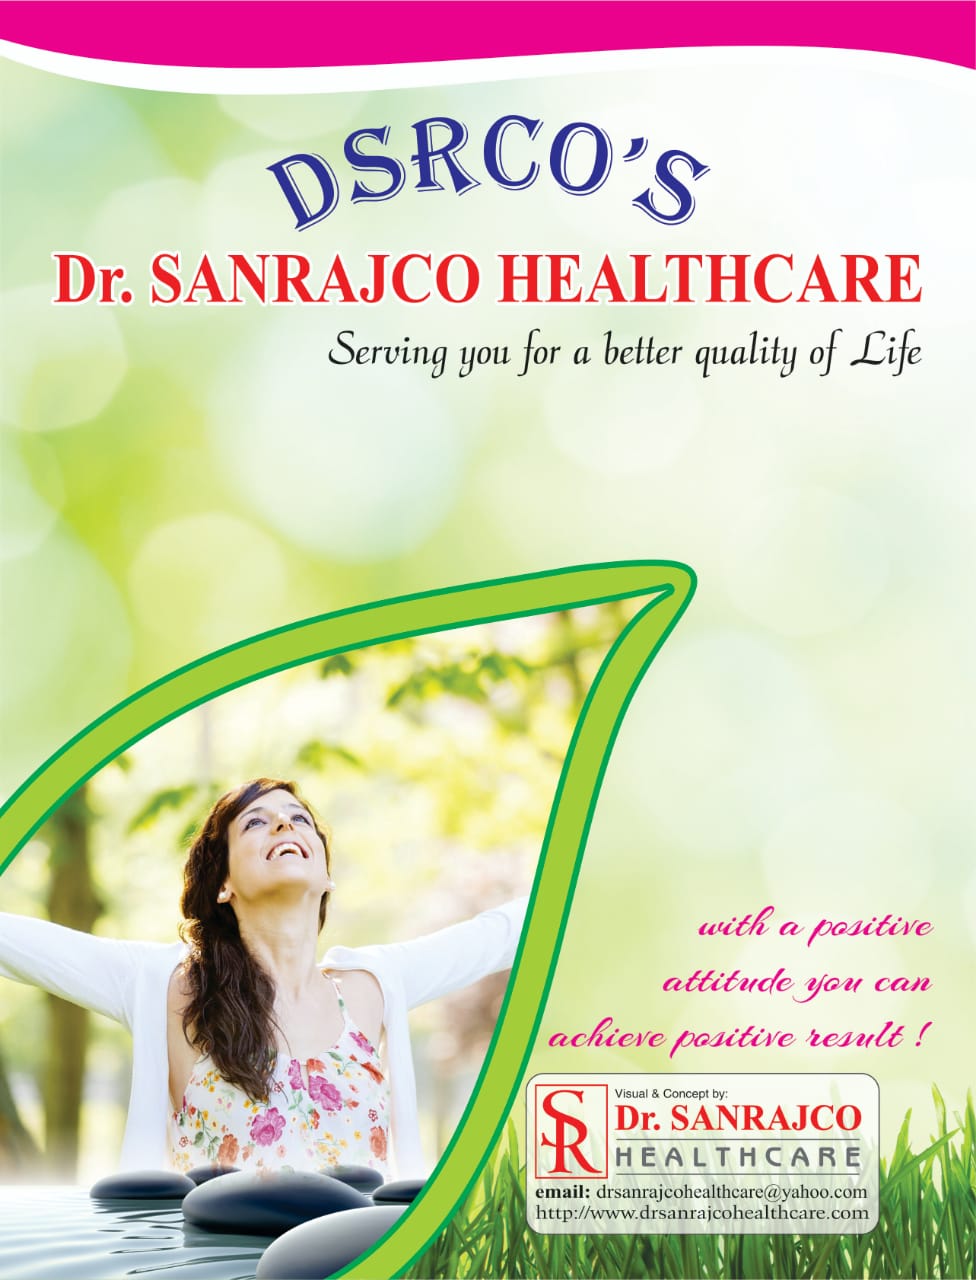 DSRCO'S
Dr. SANRAJCO HEALTHCARE
Serving you for a better quality of Life
with a positive
attitude you can
achieve positive result !
SR
Visual & Concept by:
Dr. SANRAJCO
HEALTHCARE
email: drsanrajcohealthcare@yahoo.com
http://www.drsanrajcohealthcare.com